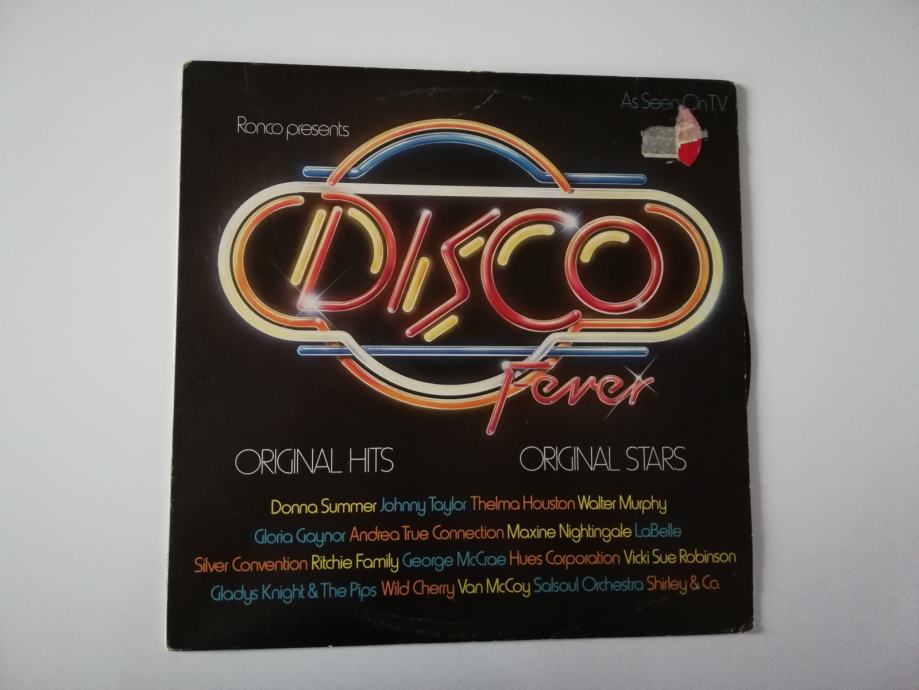 As Seen On T.V.
Ronco presents
DISCO
Fever
ORIGINAL HITS ORIGINAL STARS
Donna Summer Johnny Taylor Thelma Houston Walter Murphy
Gloria Gaynor Andrea True Connection Maxine Nightingale LaBelle
Silver Convention Ritchie Family George McCrae Hues Corporation Vicki Sue Robinson
Gladys Knight & The Pips Wild Cherry Van McCoy Salsoul Orchestra Shirley & Co.